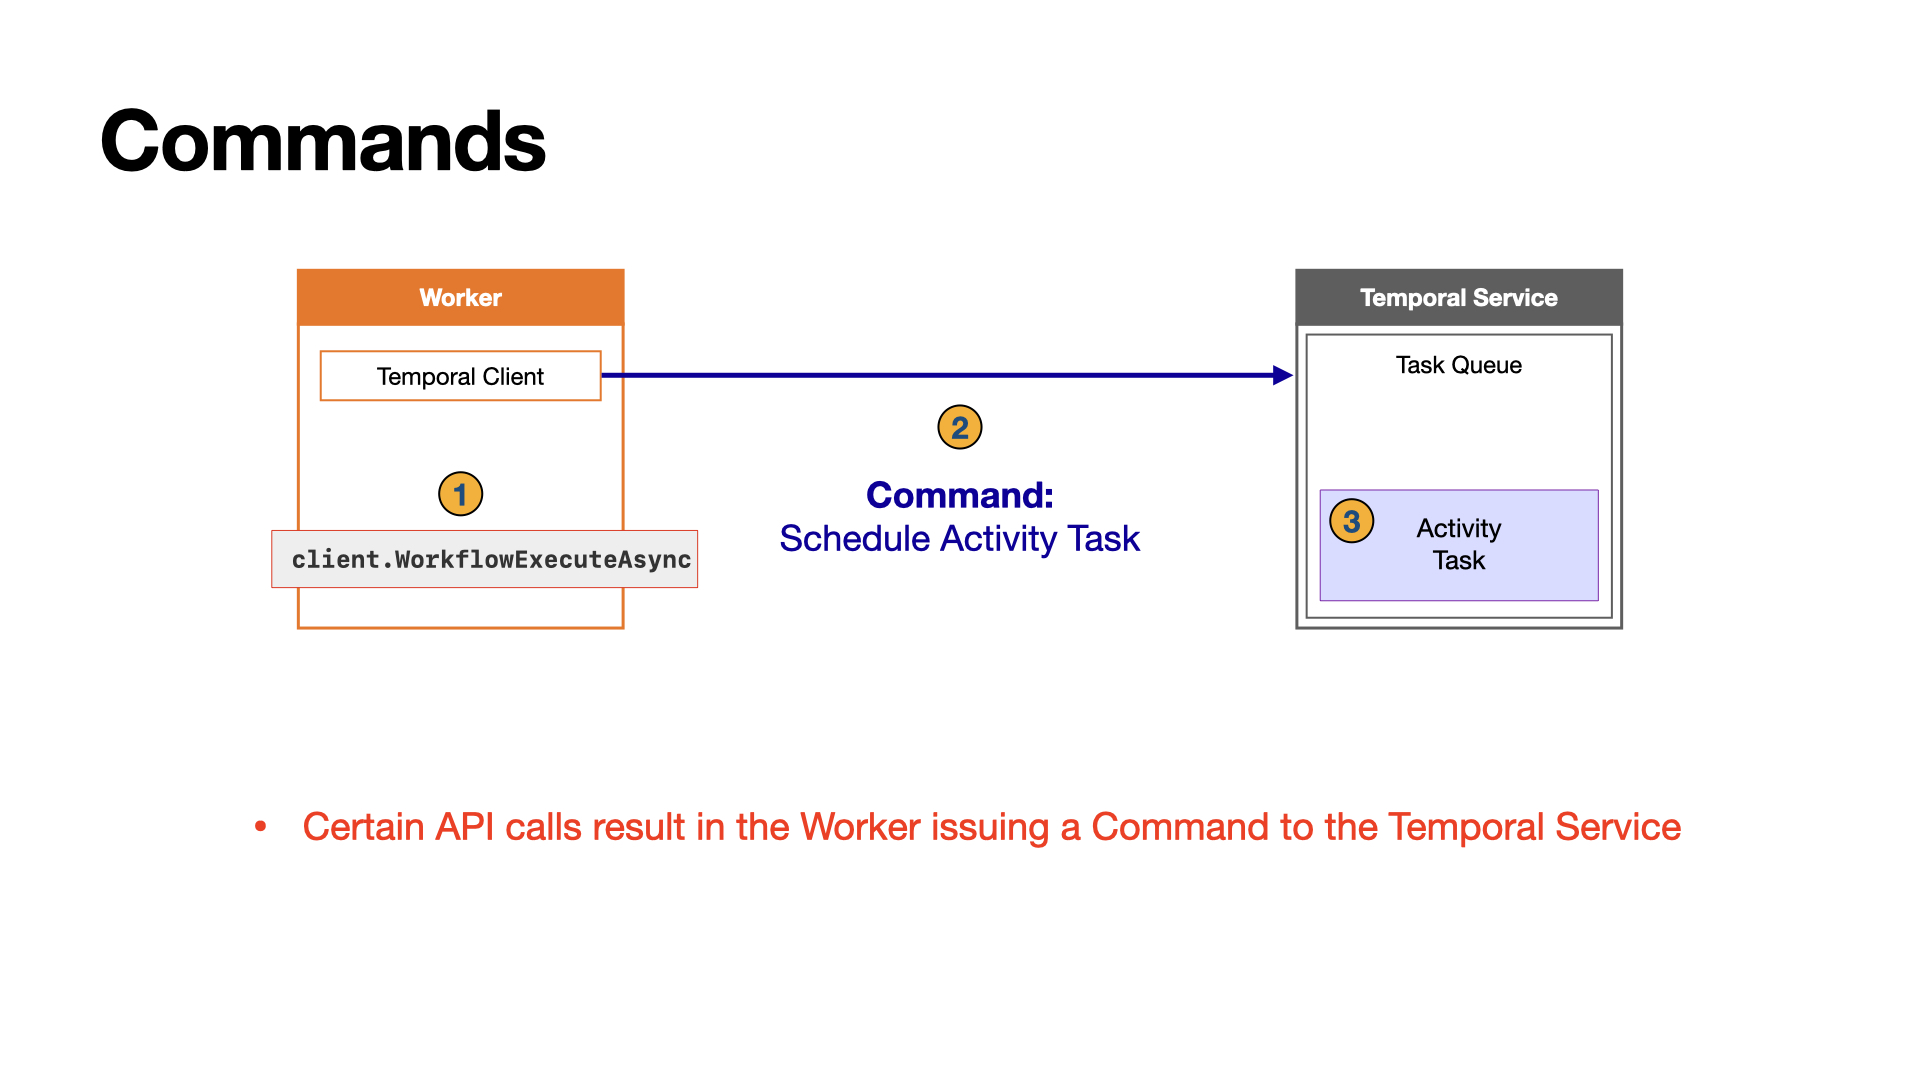 Commands
Worker
Temporal Client
1
client.WorkflowExecuteAsync
2
Command:
Schedule Activity Task
Temporal Service
Task Queue
3
Activity
Task
• Certain API calls result in the Worker issuing a Command to the Temporal Service